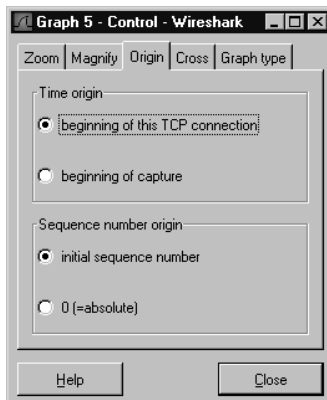 Graph 5 - Control - Wireshark
Zoom Magnify Origin Cross Graph type
Time origin
beginning of this TCP connection
beginning of capture
Sequence number origin
initial sequence number
0 (=absolute)
Help Close